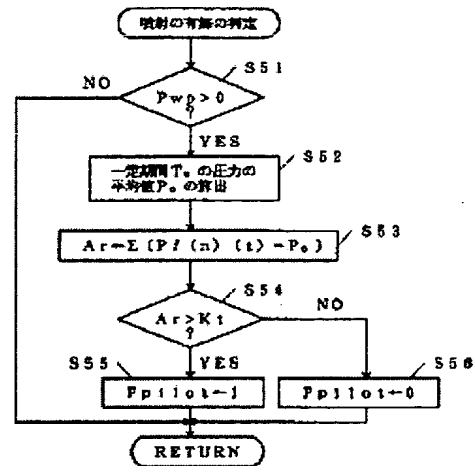 噴射の有無の判定
S51
NO
Pwp>0
?
YES
S52
一定期間T₀の圧力の
平均値P₀の算出
S53
Ar←Σ{Pf(n)(t)-P₀}
S54
Ar>Kt
?
NO
YES
S55
S56
Fpilot←1
Fpilot←0
RETURN